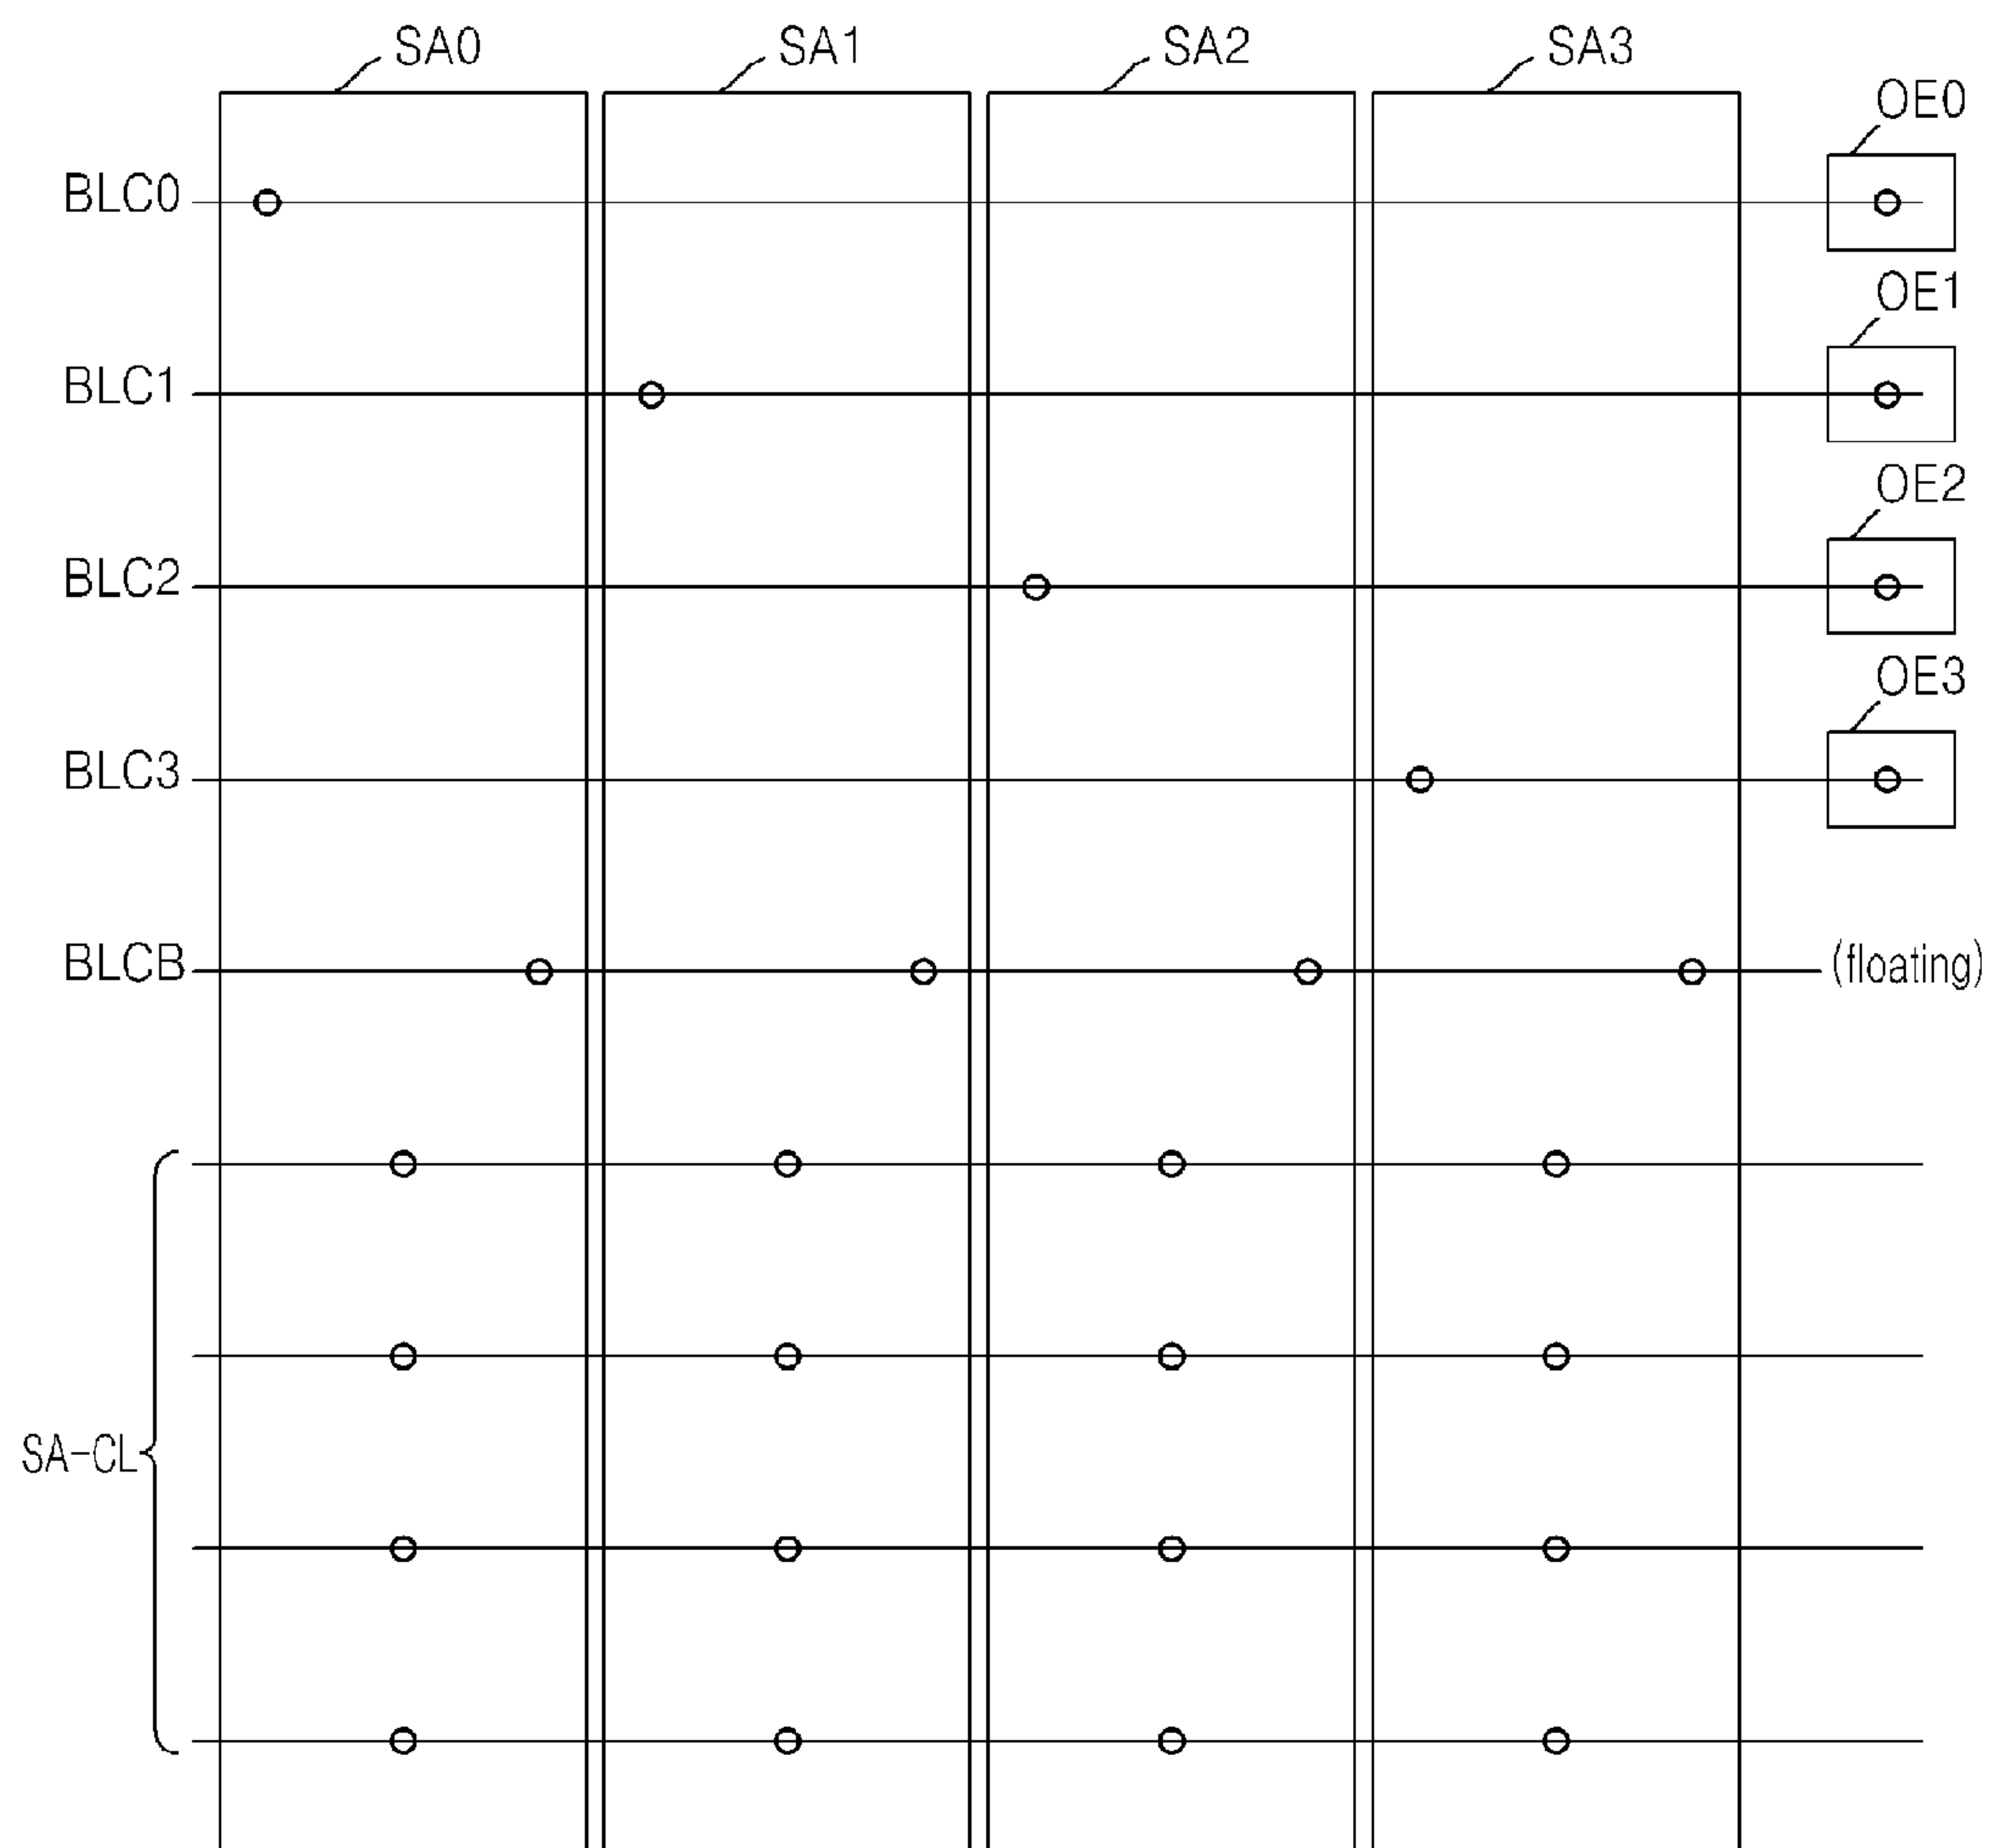 SA0 SA1 SA2 SA3
OE0
BLC0
OE1
BLC1
OE2
BLC2
OE3
BLC3
BLCB (floating)
SA-CL